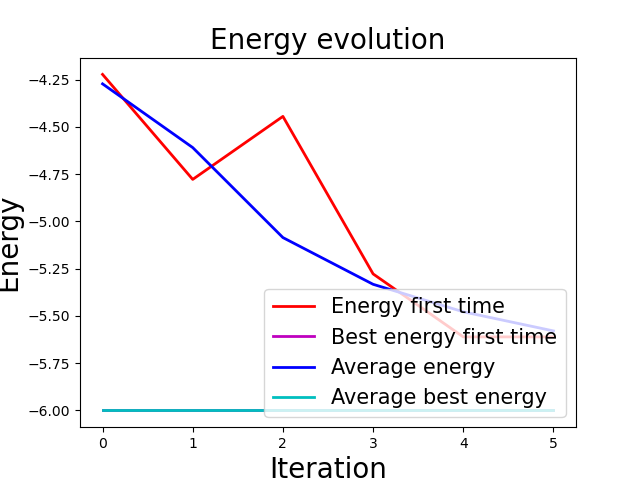 Energy evolution
−4.25
−4.50
−4.75
−5.00
−5.25
−5.50
−5.75
−6.00
Energy
Energy first time
Best energy first time
Average energy
Average best energy
0 1 2 3 4 5
Iteration